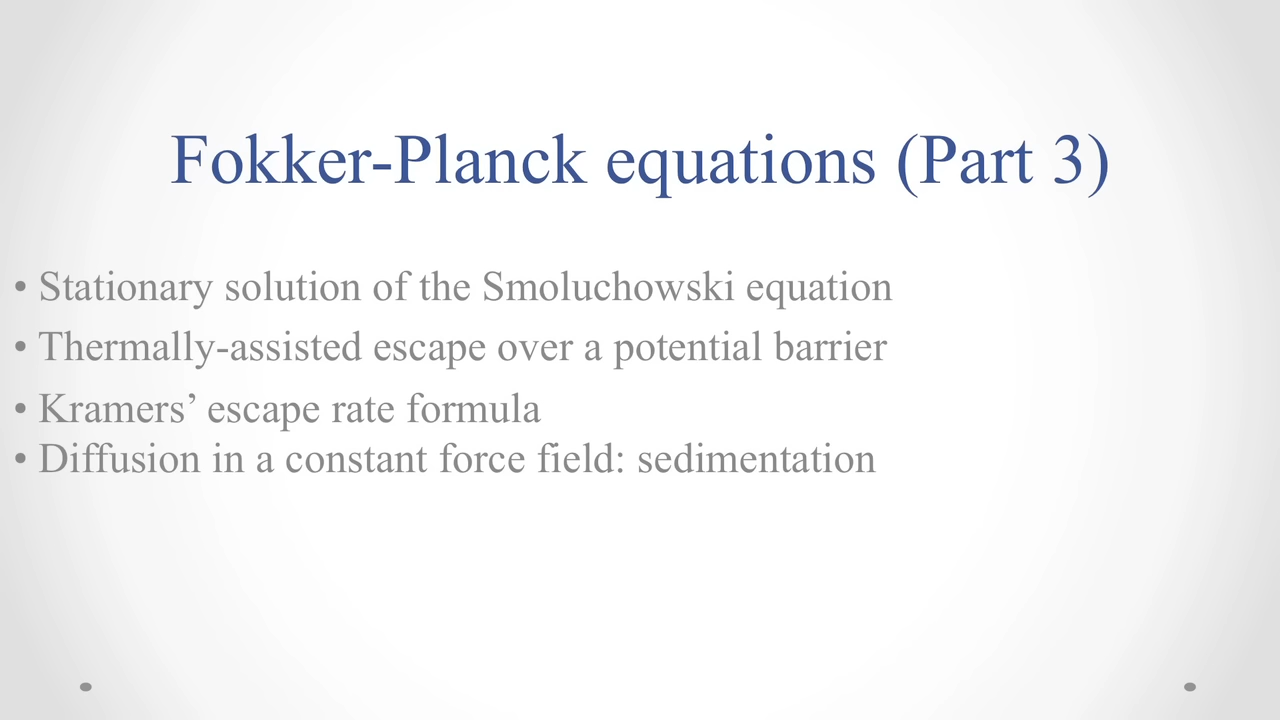 Fokker-Planck equations (Part 3)
• Stationary solution of the Smoluchowski equation
• Thermally-assisted escape over a potential barrier
• Kramers’ escape rate formula
• Diffusion in a constant force field: sedimentation